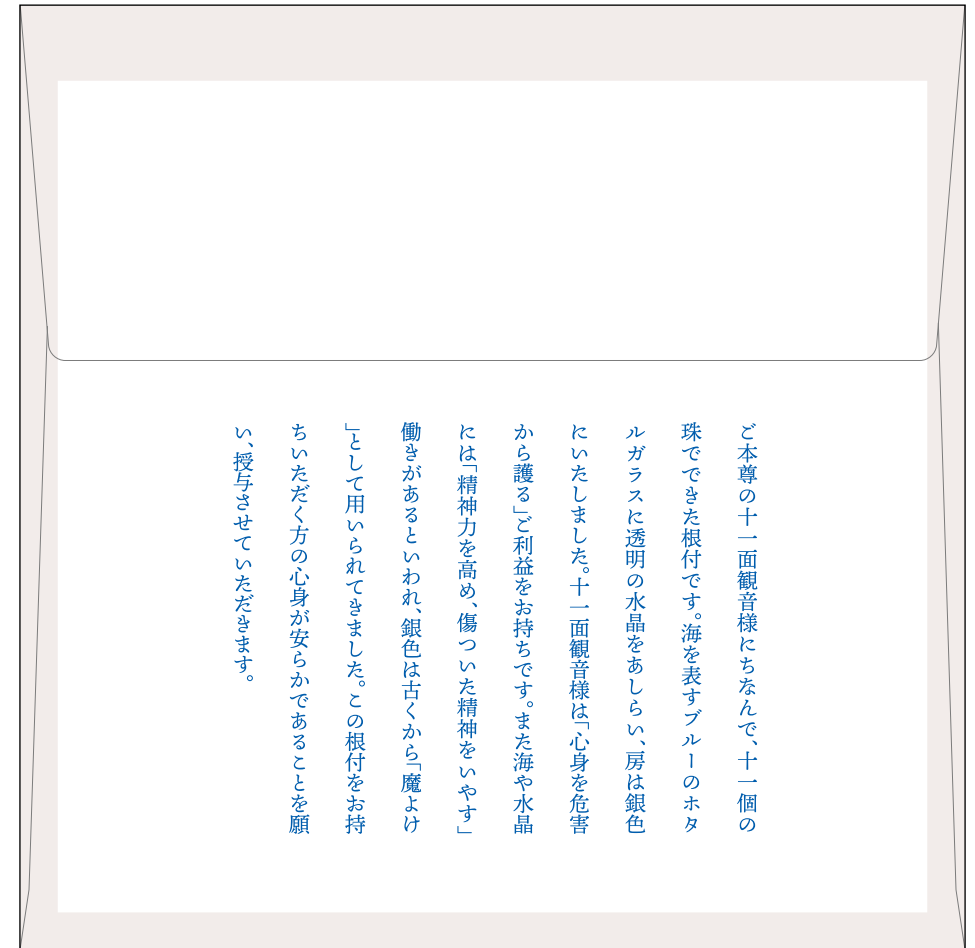 ご本尊の十一面観音様にちなんで、十一個の
珠でできた根付です。海を表すブルーのホタ
ルガラスに透明の水晶をあしらい、房は銀色
にいたしました。十一面観音様は「心身を危害
から護る」ご利益をお持ちです。また海や水晶
には「精神力を高め、傷ついた精神をいやす」
働きがあるといわれ、銀色は古くから「魔よけ
」として用いられてきました。この根付をお持
ちいただく方の心身が安らかであることを願
い、授与させていただきます。